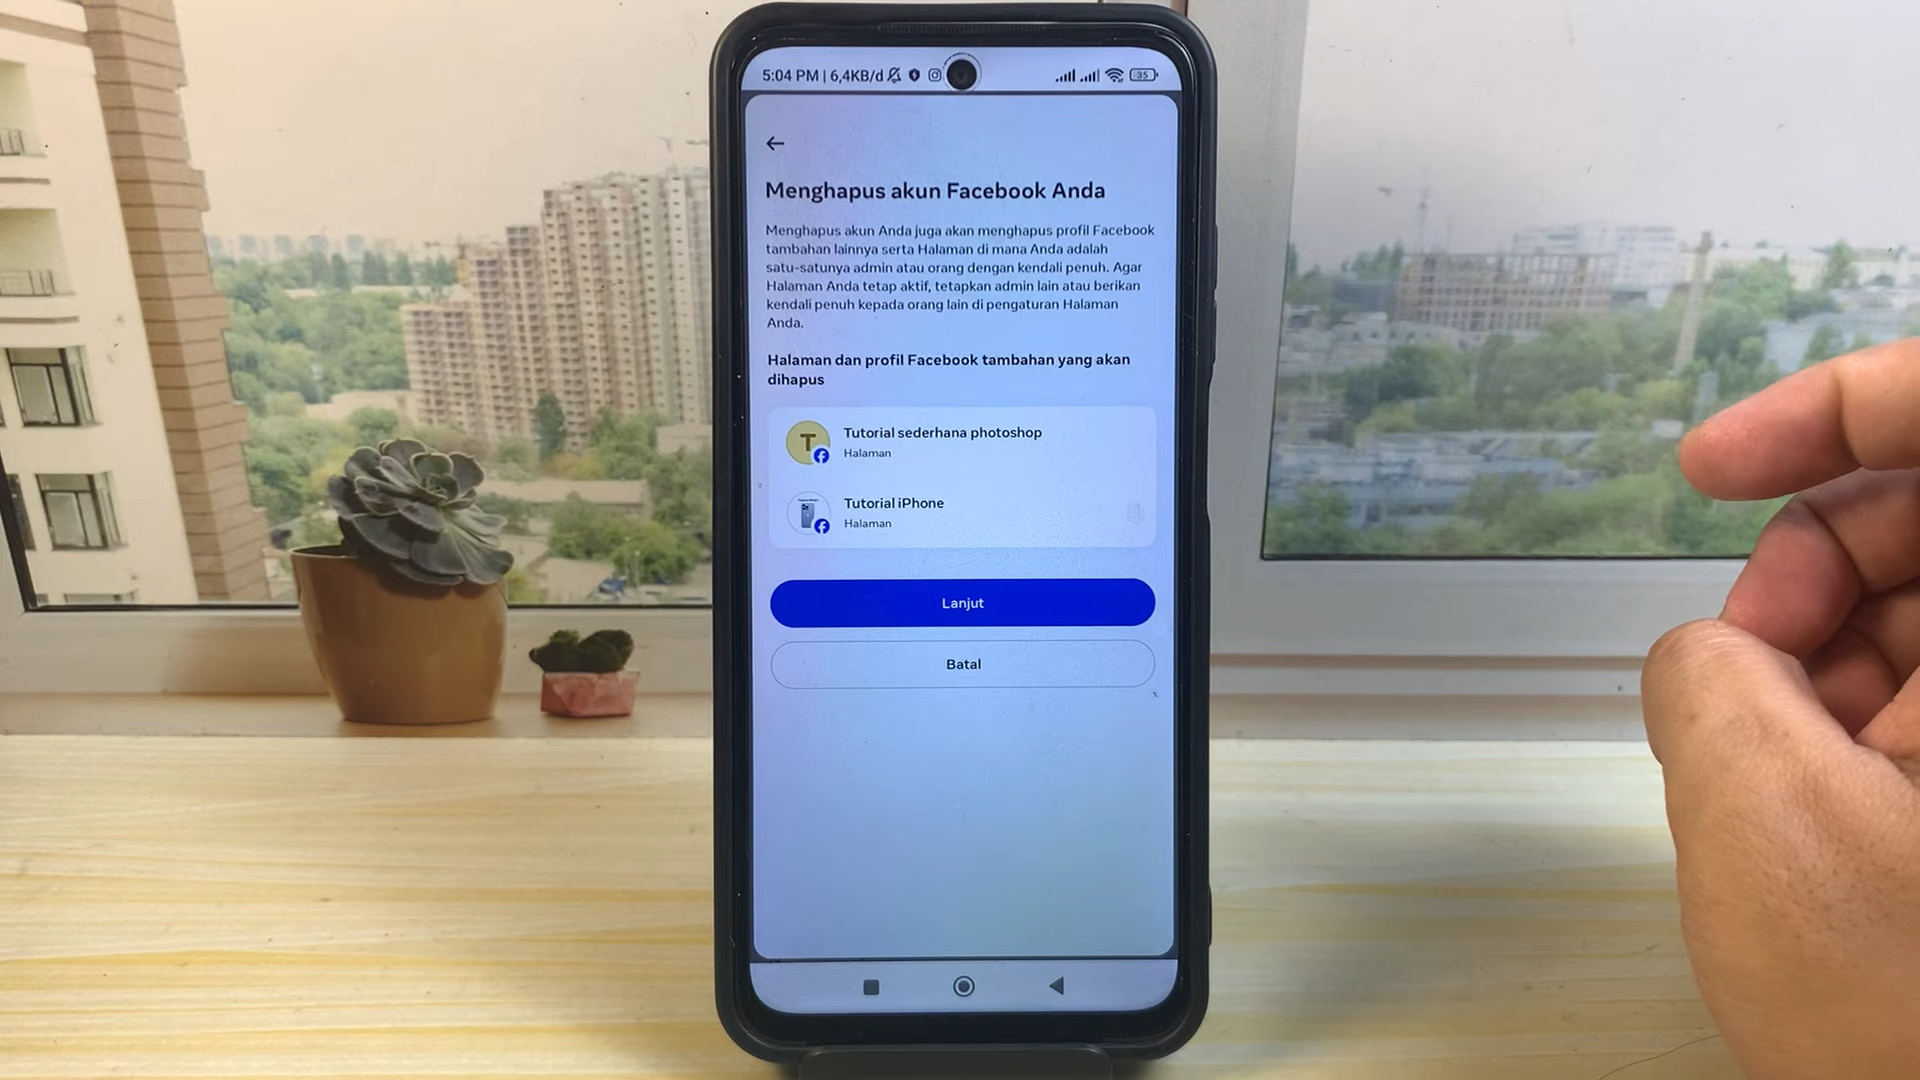 5:04 PM | 6,4KB/d
35
Menghapus akun Facebook Anda
Menghapus akun Anda juga akan menghapus profil Facebook
tambahan lainnya serta Halaman di mana Anda adalah
satu-satunya admin atau orang dengan kendali penuh. Agar
Halaman Anda tetap aktif, tetapkan admin lain atau berikan
kendali penuh kepada orang lain di pengaturan Halaman
Anda.
Halaman dan profil Facebook tambahan yang akan
dihapus
T
Tutorial sederhana photoshop
Halaman
Tutorial iPhone
Halaman
Lanjut
Batal